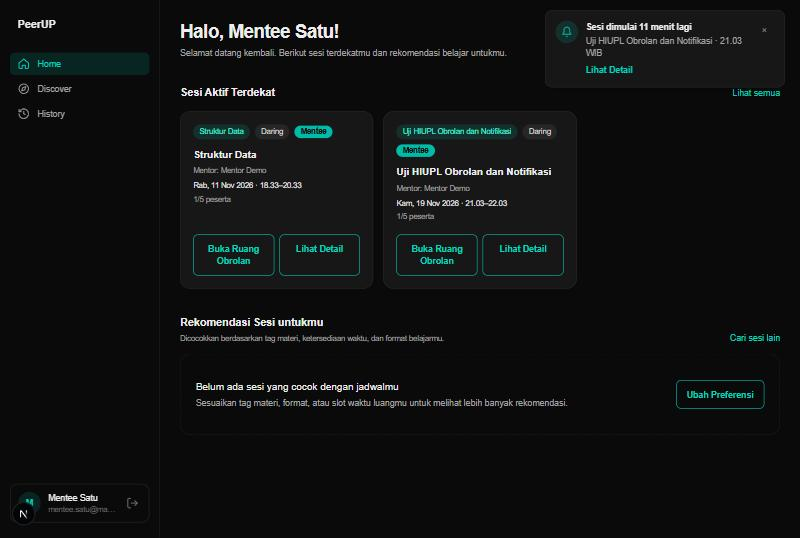 PeerUP
Home
Discover
History
Halo, Mentee Satu!
Selamat datang kembali. Berikut sesi terdekatmu dan rekomendasi belajar untukmu.
Sesi dimulai 11 menit lagi
×
Uji HIUPL Obrolan dan Notifikasi · 21.03
WIB
Lihat Detail
Sesi Aktif Terdekat
Lihat semua
Struktur Data Daring Mentee
Struktur Data
Mentor: Mentor Demo
Rab, 11 Nov 2026 · 18.33–20.33
1/5 peserta
Buka Ruang
Obrolan
Lihat Detail
Uji HIUPL Obrolan dan Notifikasi Daring
Mentee
Uji HIUPL Obrolan dan Notifikasi
Mentor: Mentor Demo
Kam, 19 Nov 2026 · 21.03–22.03
1/5 peserta
Buka Ruang
Obrolan
Lihat Detail
Rekomendasi Sesi untukmu
Dicocokkan berdasarkan tag materi, ketersediaan waktu, dan format belajarmu.
Cari sesi lain
Belum ada sesi yang cocok dengan jadwalmu
Sesuaikan tag materi, format, atau slot waktu luangmu untuk melihat lebih banyak rekomendasi.
Ubah Preferensi
M
Mentee Satu
mentee.satu@ma...
N